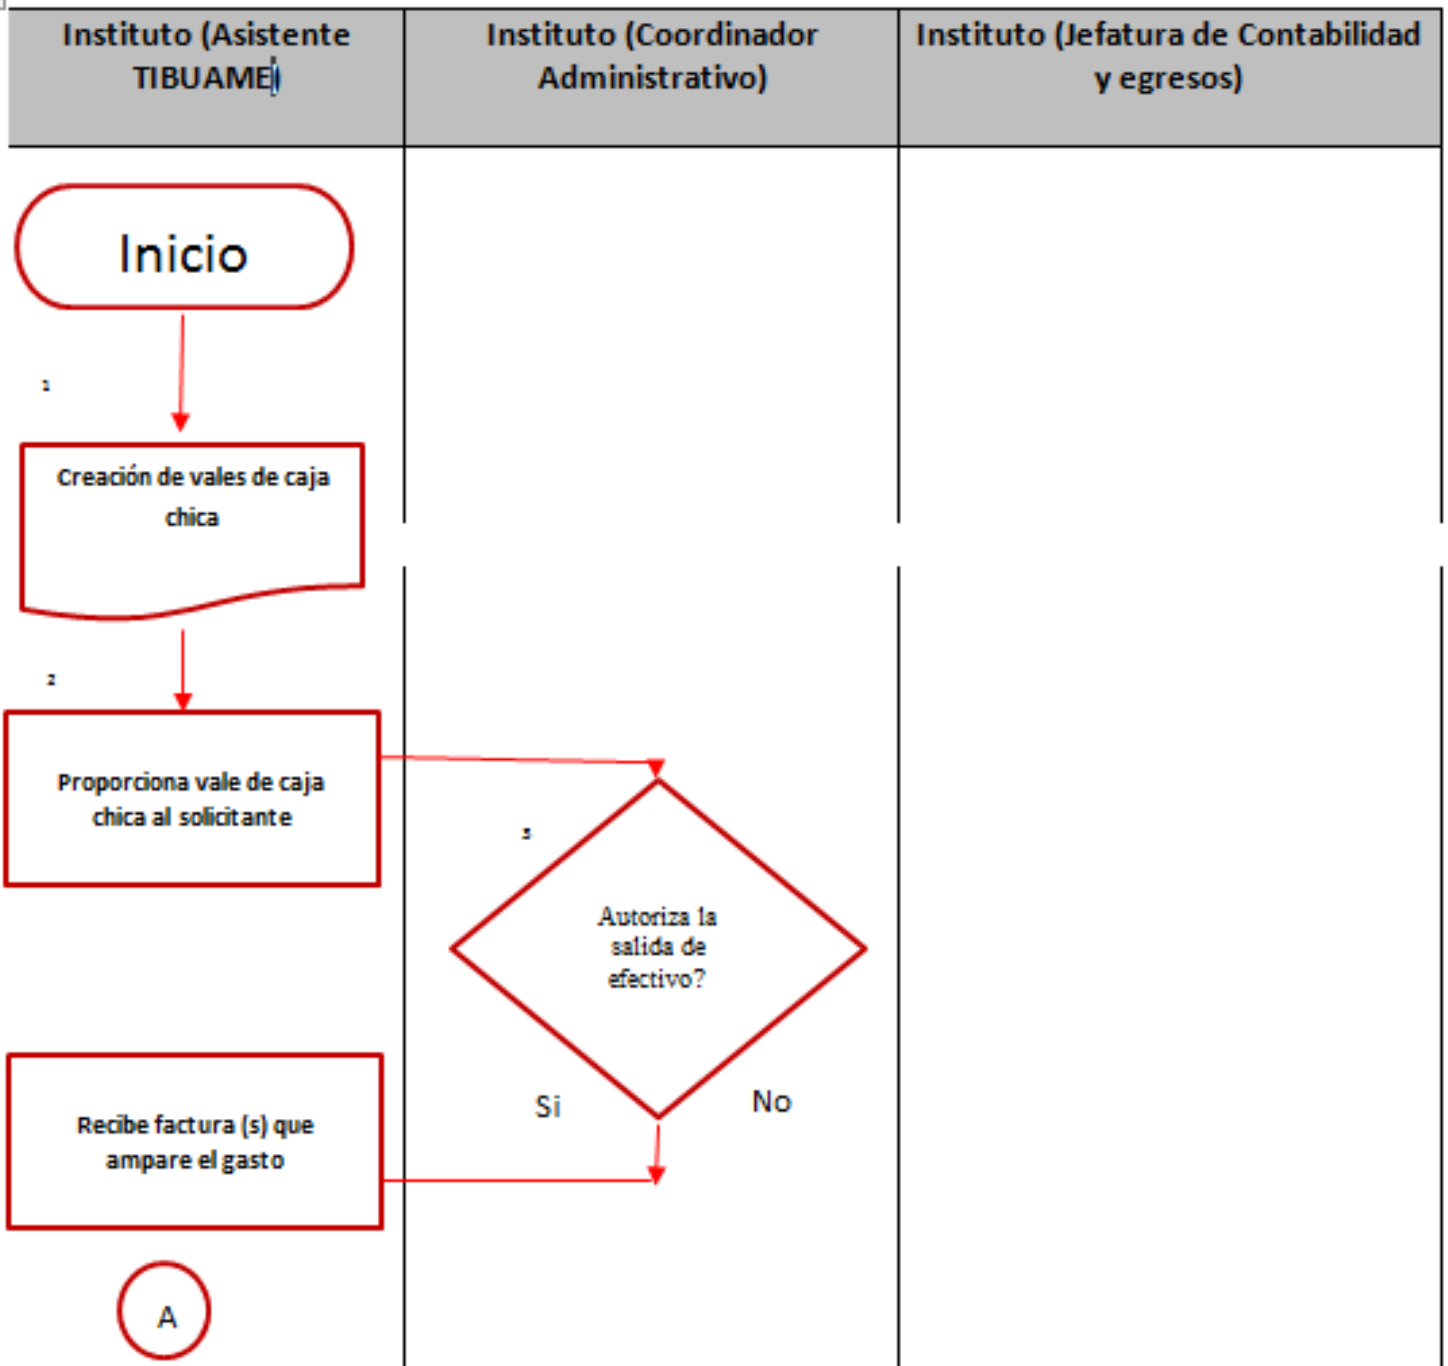 Instituto (Asistente
TIBUAME)
Instituto (Coordinador
Administrativo)
Instituto (Jefatura de Contabilidad
y egresos)
Inicio
1
Creación de vales de caja
chica
2
Proporciona vale de caja
chica al solicitante
3
Autoriza la
salida de
efectivo?
Si
No
Recibe factura (s) que
ampare el gasto
A